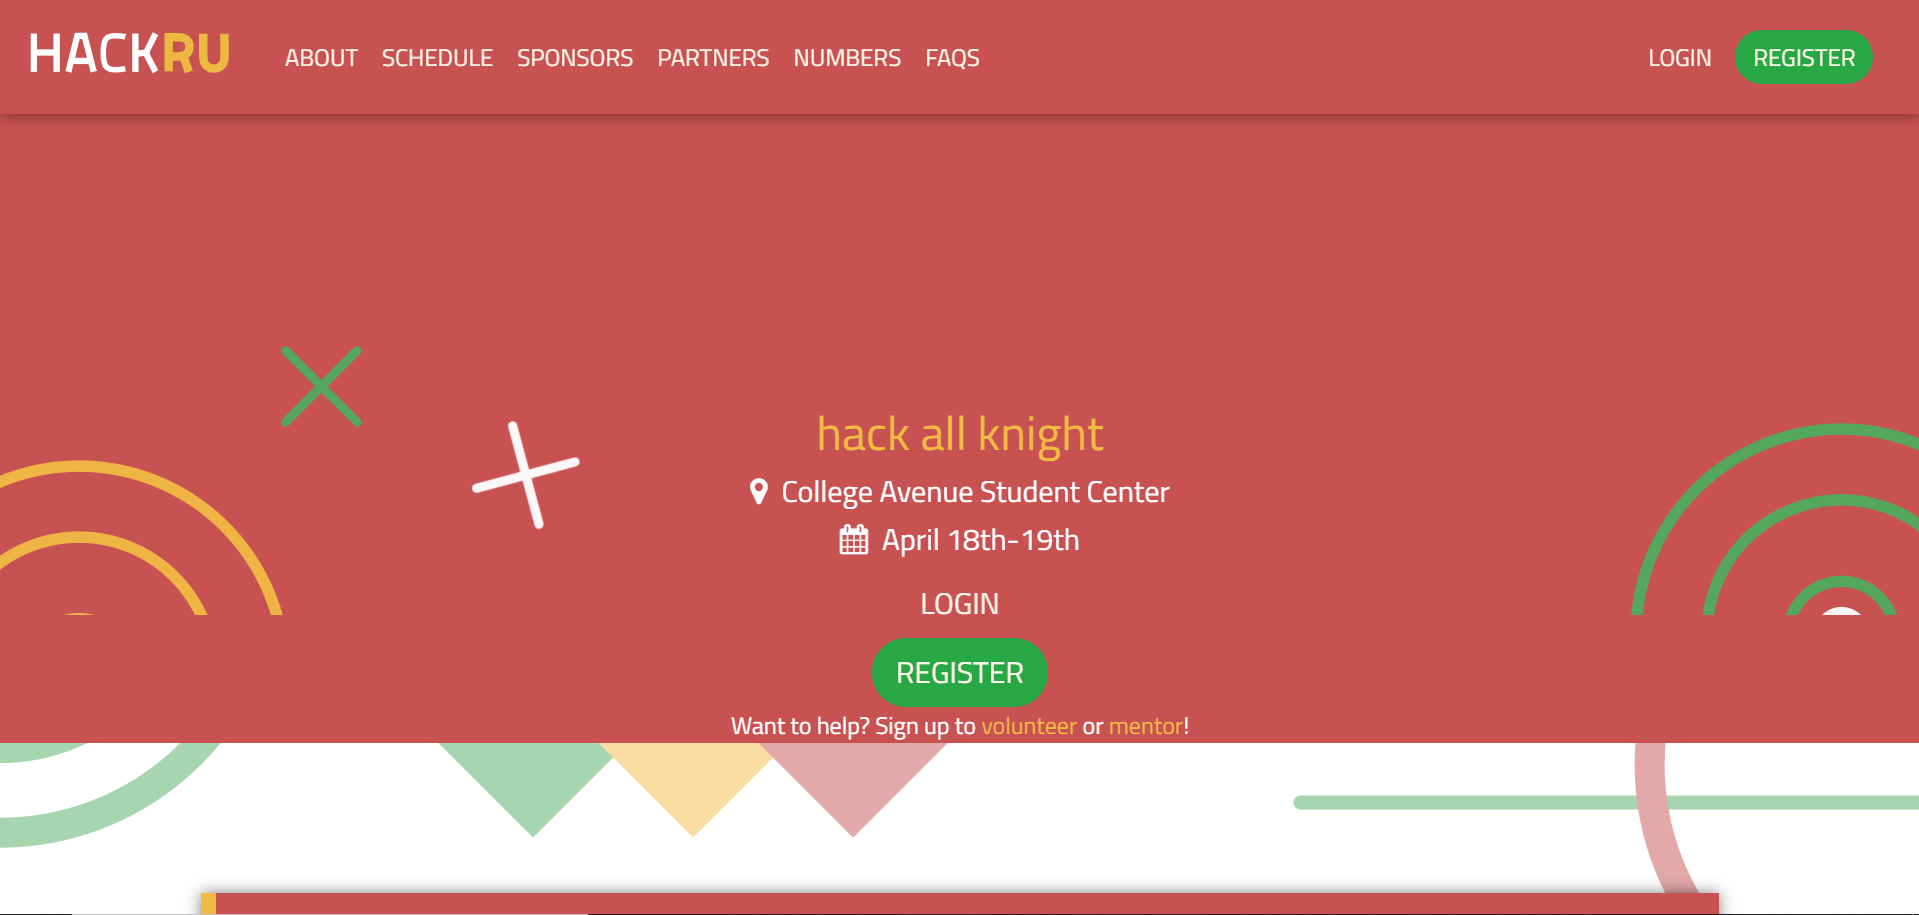 HACKRU
ABOUT SCHEDULE SPONSORS PARTNERS NUMBERS FAQS
LOGIN REGISTER
hack all knight
College Avenue Student Center
April 18th-19th
LOGIN
REGISTER
Want to help? Sign up to volunteer or mentor!